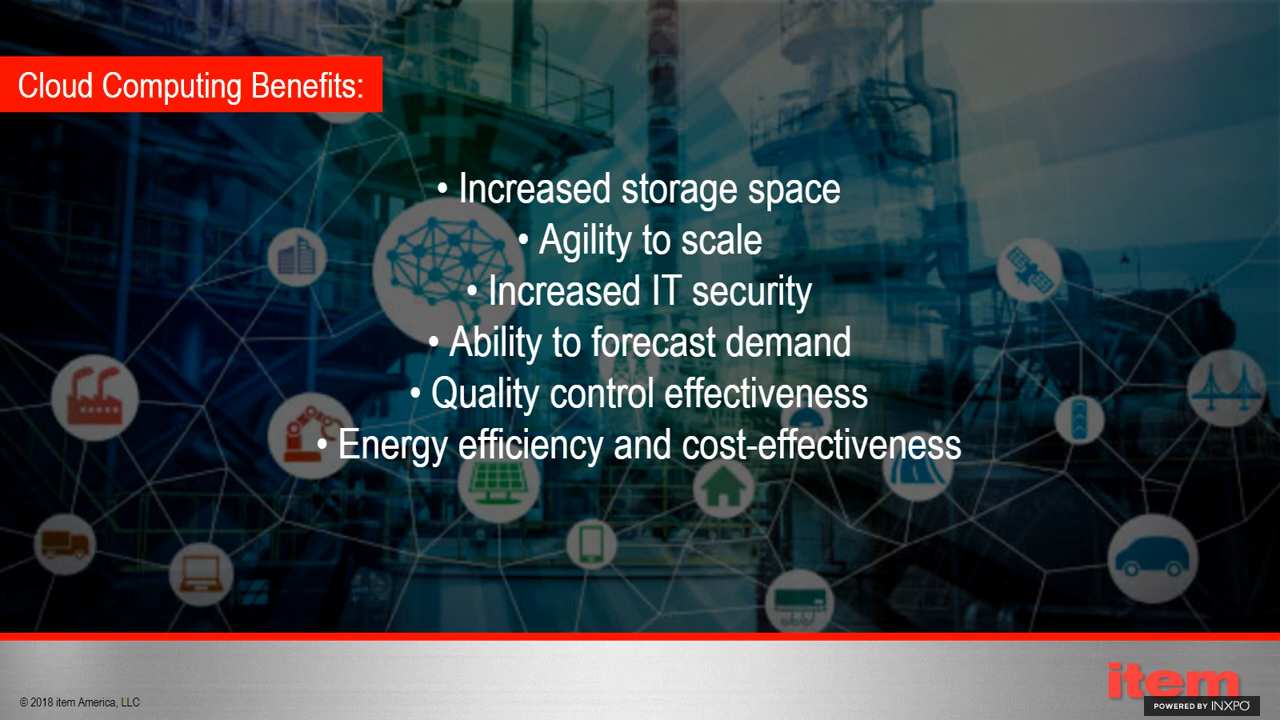 Cloud Computing Benefits:
• Increased storage space
• Agility to scale
• Increased IT security
• Ability to forecast demand
• Quality control effectiveness
• Energy efficiency and cost-effectiveness
© 2018 item America, LLC
item
POWERED BY INXPO